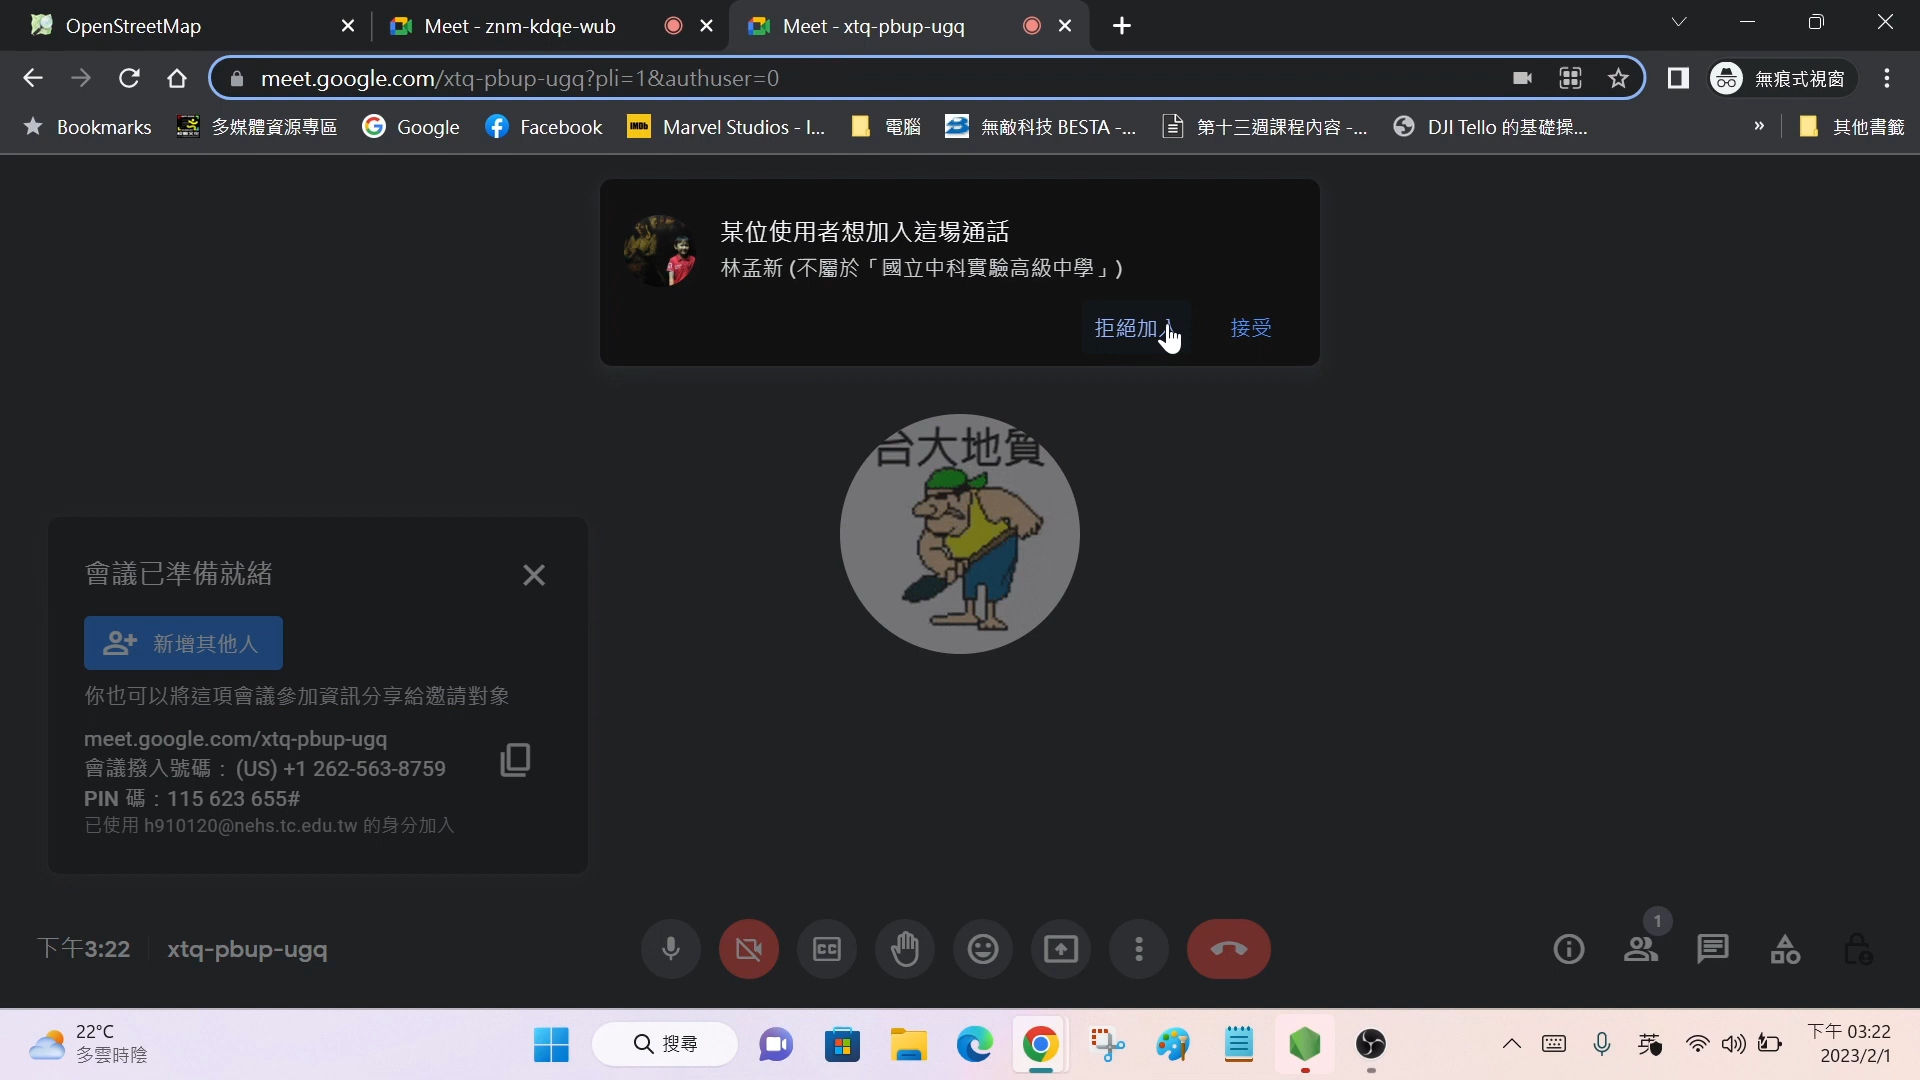 OpenStreetMap
Meet - znm-kdqe-wub
Meet - xtq-pbup-ugq
meet.google.com/xtq-pbup-ugq?pli=1&authuser=0
無痕式視窗
Bookmarks
多媒體資源專區
Google
Facebook
Marvel Studios - I...
電腦
無敵科技 BESTA -...
第十三週課程內容 -...
DJI Tello 的基礎操...
»
其他書籤
某位使用者想加入這場通話
林孟新 (不屬於「國立中科實驗高級中學」)
拒絕加入
接受
台大地質
會議已準備就緒
新增其他人
你也可以將這項會議參加資訊分享給邀請對象
meet.google.com/xtq-pbup-ugq
會議撥入號碼：(US) +1 262-563-8759
PIN 碼：115 623 655#
已使用 h910120@nehs.tc.edu.tw 的身分加入
下午3:22
xtq-pbup-ugq
CC
1
22°C
多雲時陰
搜尋
英
下午 03:22
2023/2/1